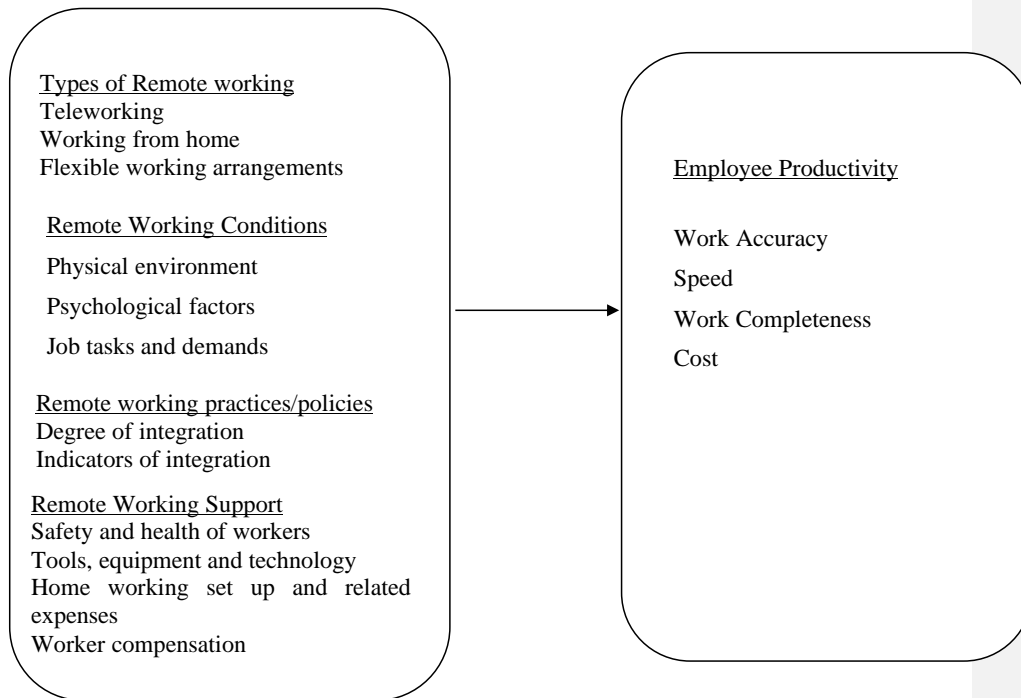 Types of Remote working
Teleworking
Working from home
Flexible working arrangements
Remote Working Conditions
Physical environment
Psychological factors
Job tasks and demands
Remote working practices/policies
Degree of integration
Indicators of integration
Remote Working Support
Safety and health of workers
Tools, equipment and technology
Home working set up and related
expenses
Worker compensation
Employee Productivity
Work Accuracy
Speed
Work Completeness
Cost